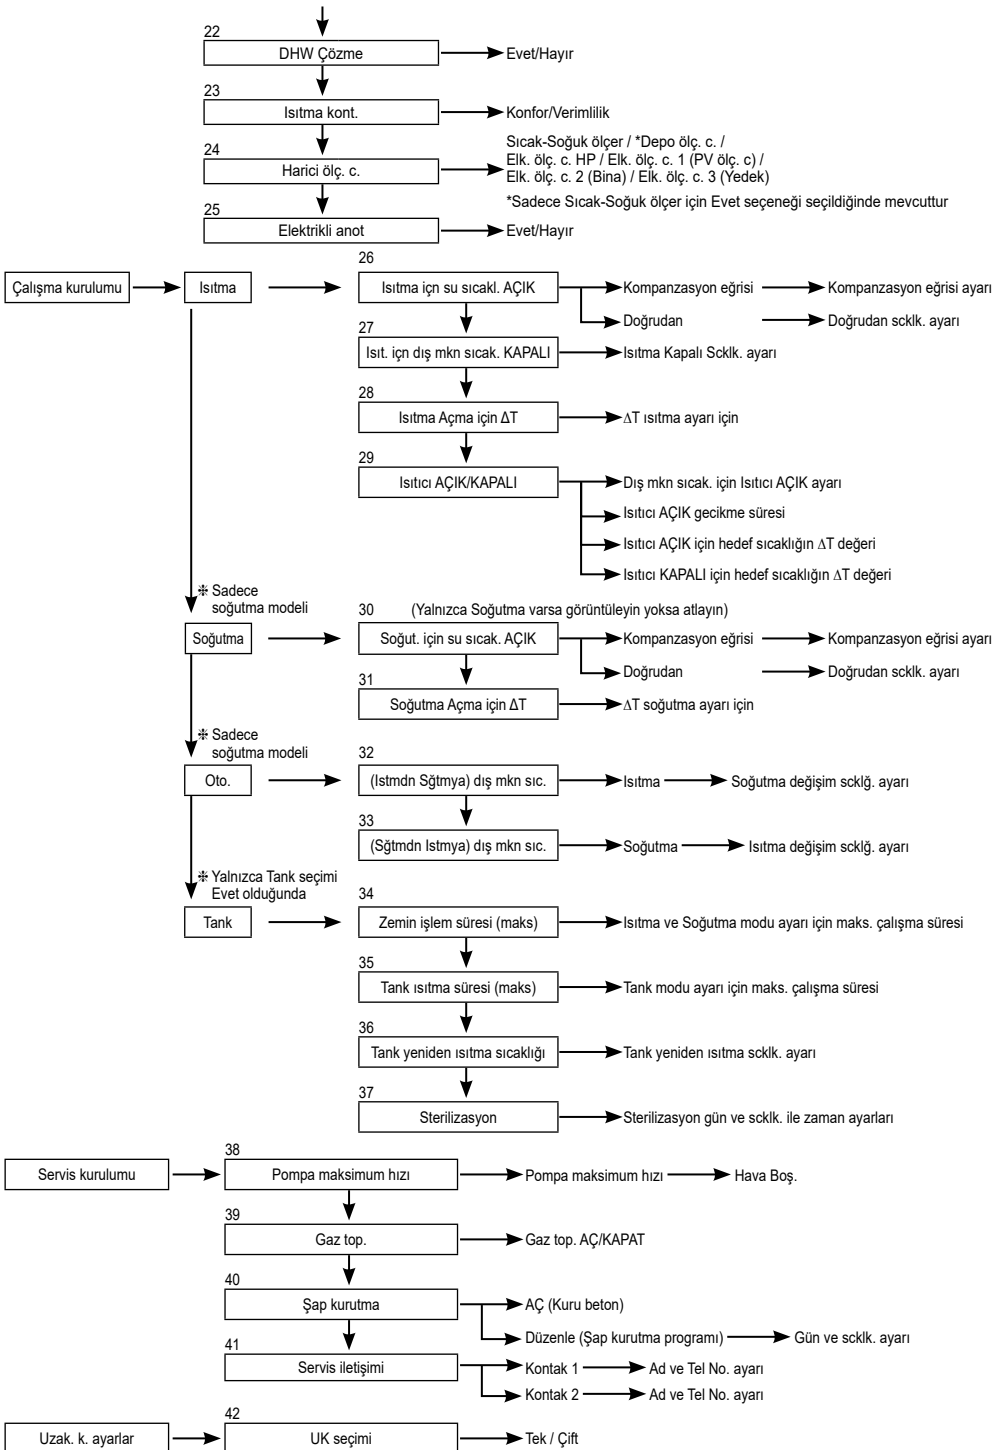 22
DHW Çözme
Evet/Hayır
23
Isıtma kont.
Konfor/Verimlilik
24
Harici ölç. c.
Sıcak-Soğuk ölçer / *Depo ölç. c. /
Elk. ölç. c. HP / Elk. ölç. c. 1 (PV ölç. c) /
Elk. ölç. c. 2 (Bina) / Elk. ölç. c. 3 (Yedek)
*Sadece Sıcak-Soğuk ölçer için Evet seçeneği seçildiğinde mevcuttur
25
Elektrikli anot
Evet/Hayır
Çalışma kurulumu
Isıtma
26
Isıtma içn su sıcakl. AÇIK
Kompanzasyon eğrisi
Kompanzasyon eğrisi ayarı
Doğrudan
Doğrudan scklk. ayarı
27
Isıt. içn dış mkn sıcak. KAPALI
Isıtma Kapalı Scklk. ayarı
28
Isıtma Açma için ΔT
ΔT ısıtma ayarı için
29
Isıtıcı AÇIK/KAPALI
Dış mkn sıcak. için Isıtıcı AÇIK ayarı
Isıtıcı AÇIK gecikme süresi
Isıtıcı AÇIK için hedef sıcaklığın ΔT değeri
Isıtıcı KAPALI için hedef sıcaklığın ΔT değeri
❈ Sadece
soğutma modeli
Soğutma
30 (Yalnızca Soğutma varsa görüntüleyin yoksa atlayın)
Soğut. için su sıcak. AÇIK
Kompanzasyon eğrisi
Kompanzasyon eğrisi ayarı
Doğrudan
Doğrudan scklk. ayarı
31
Soğutma Açma için ΔT
ΔT soğutma ayarı için
❈ Sadece
soğutma modeli
Oto.
32
(Istmdn Sğtmya) dış mkn sıc.
Isıtma
Soğutma değişim scklğ. ayarı
33
(Sğtmdn Istmya) dış mkn sıc.
Soğutma
Isıtma değişim scklğ. ayarı
❈ Yalnızca Tank seçimi
Evet olduğunda
Tank
34
Zemin işlem süresi (maks)
Isıtma ve Soğutma modu ayarı için maks. çalışma süresi
35
Tank ısıtma süresi (maks)
Tank modu ayarı için maks. çalışma süresi
36
Tank yeniden ısıtma sıcaklığı
Tank yeniden ısıtma scklk. ayarı
37
Sterilizasyon
Sterilizasyon gün ve scklk. ile zaman ayarları
Servis kurulumu
38
Pompa maksimum hızı
Pompa maksimum hızı
Hava Boş.
39
Gaz top.
Gaz top. AÇ/KAPAT
40
Şap kurutma
AÇ (Kuru beton)
Düzenle (Şap kurutma programı)
Gün ve scklk. ayarı
41
Servis iletişimi
Kontak 1
Ad ve Tel No. ayarı
Kontak 2
Ad ve Tel No. ayarı
Uzak. k. ayarlar
42
UK seçimi
Tek / Çift